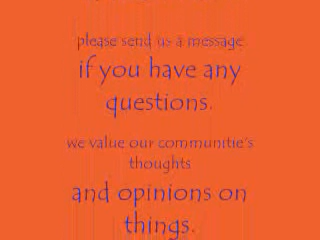 please send us a message
if you have any
questions.
we value our communitie's
thoughts
and opinions on
things.